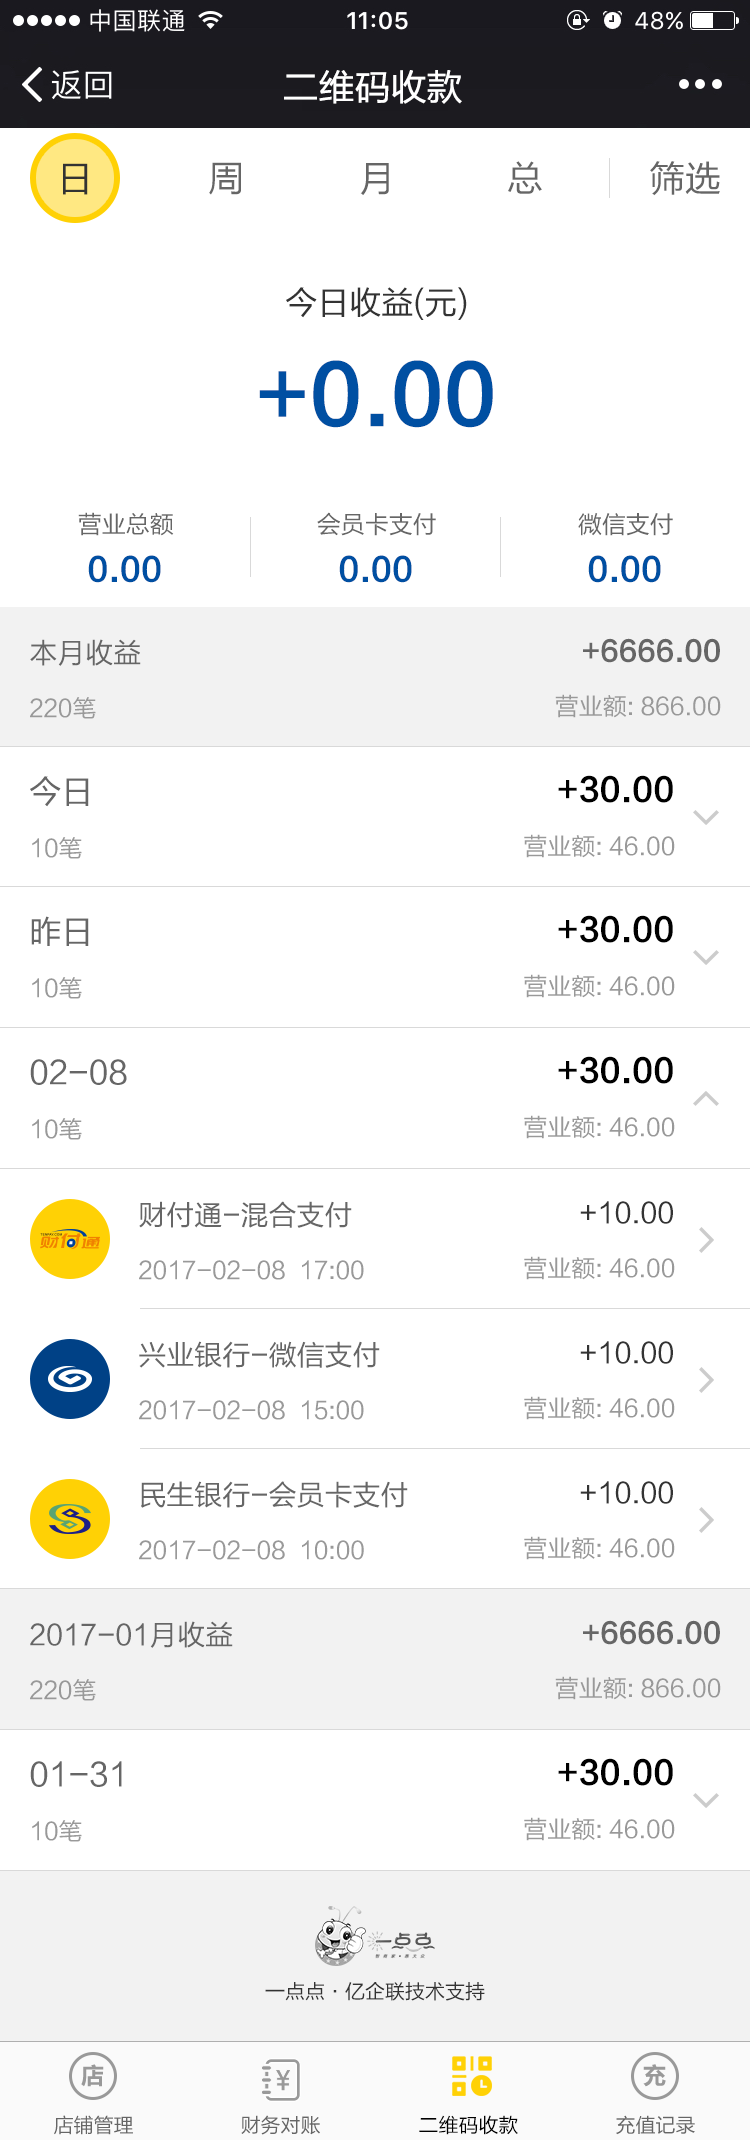 中国联通 11:05 48%
返回 二维码收款
日 周 月 总 筛选
今日收益(元)
+0.00
营业总额 会员卡支付 微信支付
0.00 0.00 0.00
本月收益 +6666.00
220笔 营业额: 866.00
今日 +30.00
10笔 营业额: 46.00
昨日 +30.00
10笔 营业额: 46.00
02-08 +30.00
10笔 营业额: 46.00
财付通-混合支付 +10.00
财付通
2017-02-08 17:00 营业额: 46.00
兴业银行-微信支付 +10.00
2017-02-08 15:00 营业额: 46.00
民生银行-会员卡支付 +10.00
2017-02-08 10:00 营业额: 46.00
2017-01月收益 +6666.00
220笔 营业额: 866.00
01-31 +30.00
10笔 营业额: 46.00
一点点
一点点 · 亿企联技术支持
店 ¥ 充
店铺管理 财务对账 二维码收款 充值记录